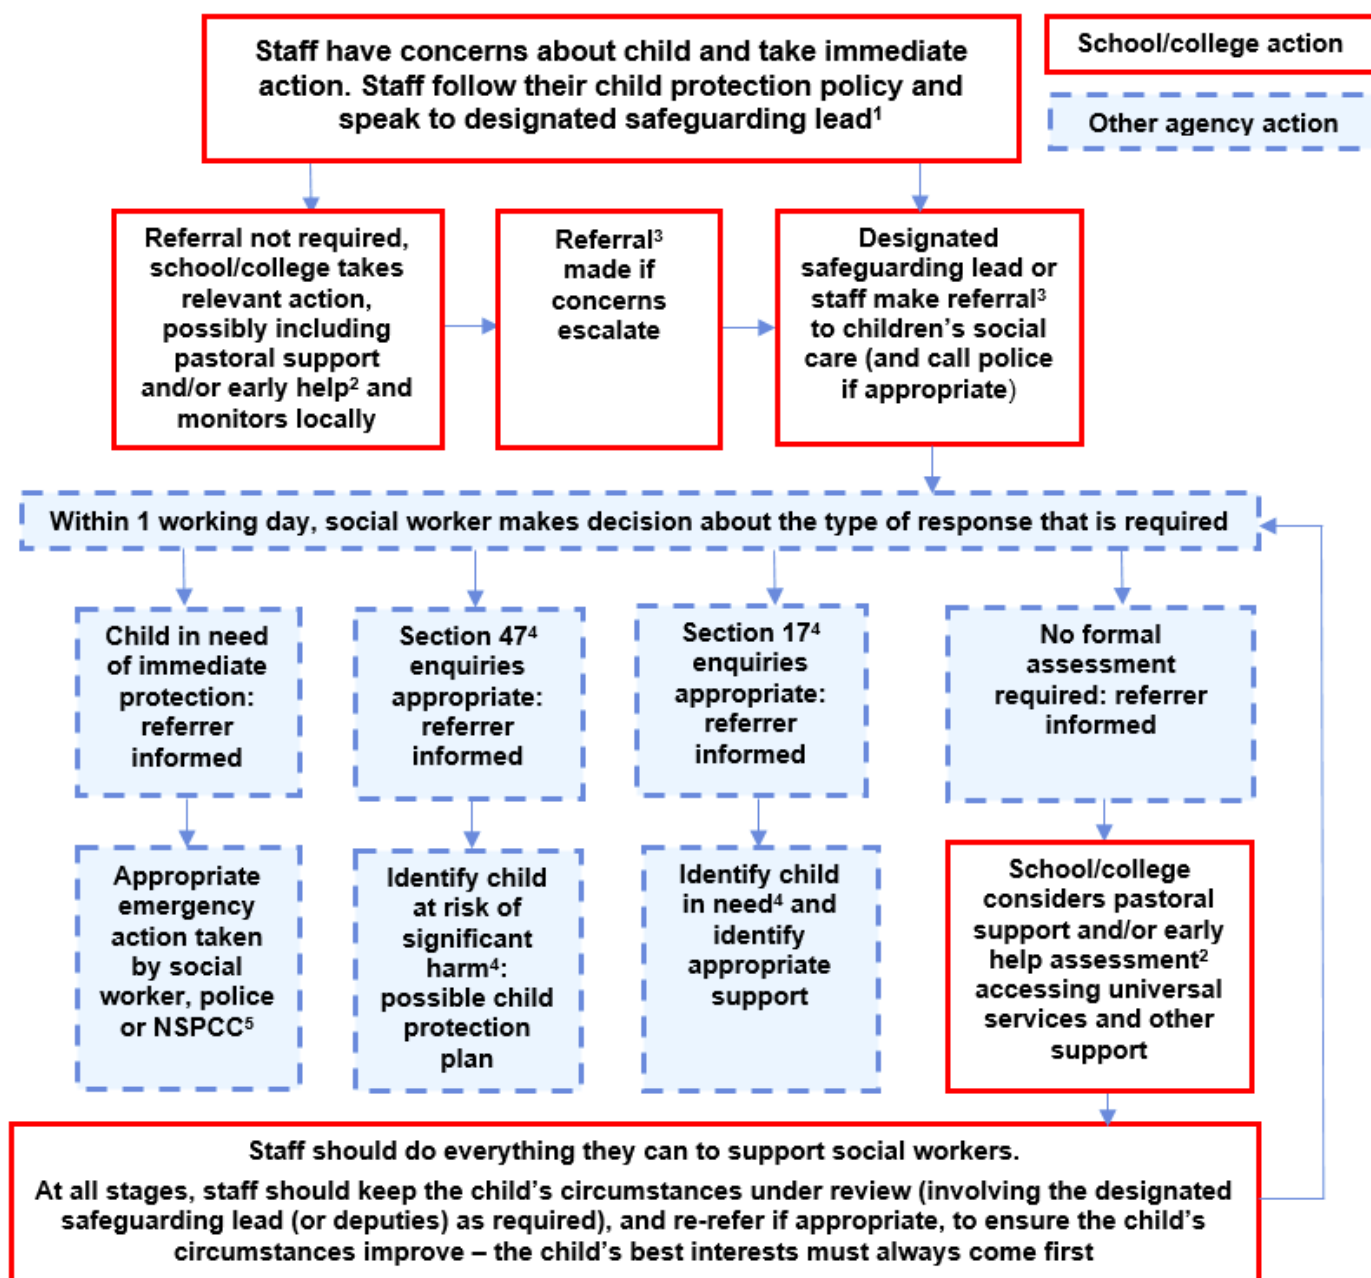 Staff have concerns about child and take immediate
action. Staff follow their child protection policy and
speak to designated safeguarding lead¹
School/college action
Other agency action
Referral not required,
school/college takes
relevant action,
possibly including
pastoral support
and/or early help² and
monitors locally
Referral³
made if
concerns
escalate
Designated
safeguarding lead or
staff make referral³
to children’s social
care (and call police
if appropriate)
Within 1 working day, social worker makes decision about the type of response that is required
Child in need
of immediate
protection:
referrer
informed
Section 47⁴
enquiries
appropriate:
referrer
informed
Section 17⁴
enquiries
appropriate:
referrer
informed
No formal
assessment
required: referrer
informed
Appropriate
emergency
action taken
by social
worker, police
or NSPCC⁵
Identify child
at risk of
significant
harm⁴:
possible child
protection
plan
Identify child
in need⁴ and
identify
appropriate
support
School/college
considers pastoral
support and/or early
help assessment²
accessing universal
services and other
support
Staff should do everything they can to support social workers.
At all stages, staff should keep the child’s circumstances under review (involving the designated
safeguarding lead (or deputies) as required), and re-refer if appropriate, to ensure the child’s
circumstances improve – the child’s best interests must always come first